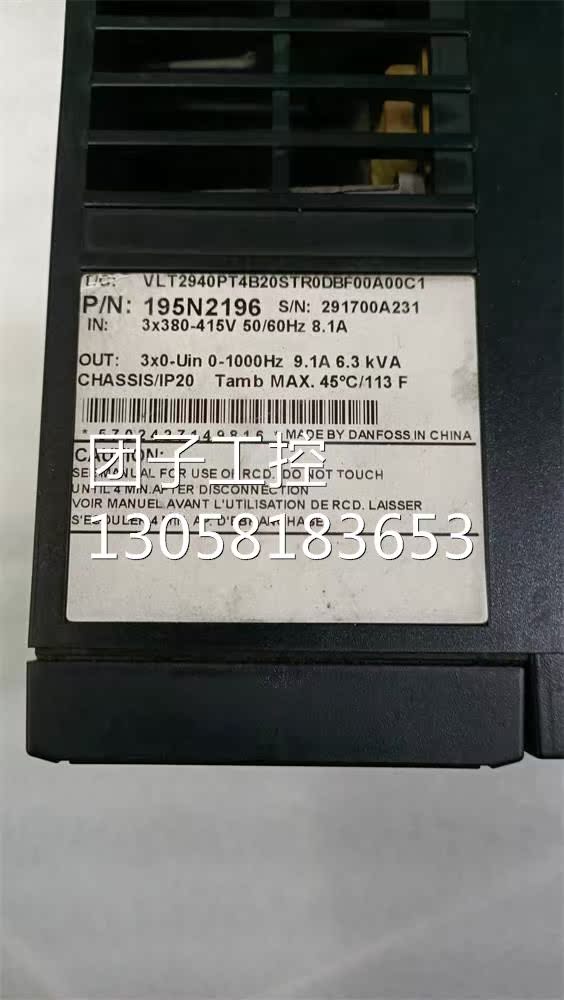 T/C: VLT2940PT4B20STR0DBF00A00C1
P/N: 195N2196 S/N: 291700A231
IN: 3x380-415V 50/60Hz 8.1A
OUT: 3x0-Uin 0-1000Hz 9.1A 6.3 kVA
CHASSIS/IP20 Tamb MAX. 45°C/113 F
* 5702427149816 * MADE BY DANFOSS IN CHINA
CAUTION:
SEE MANUAL FOR USE OF RCD. DO NOT TOUCH
UNTIL 4 MIN. AFTER DISCONNECTION
VOIR MANUEL AVANT L'UTILISATION DE RCD. LAISSER
团子工控
13058183653